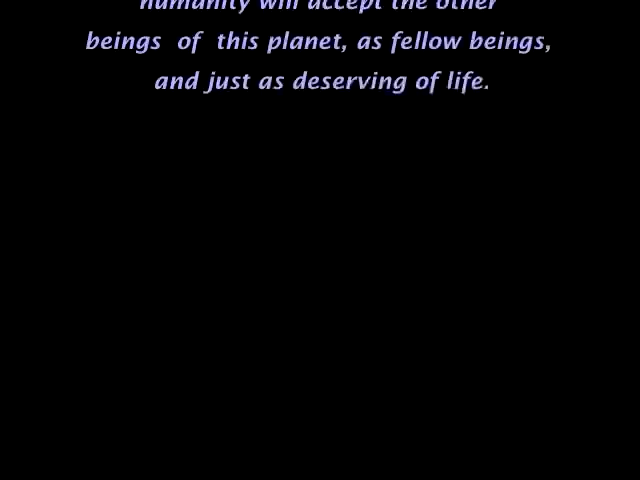 humanity will accept the other
beings of this planet, as fellow beings,
and just as deserving of life.